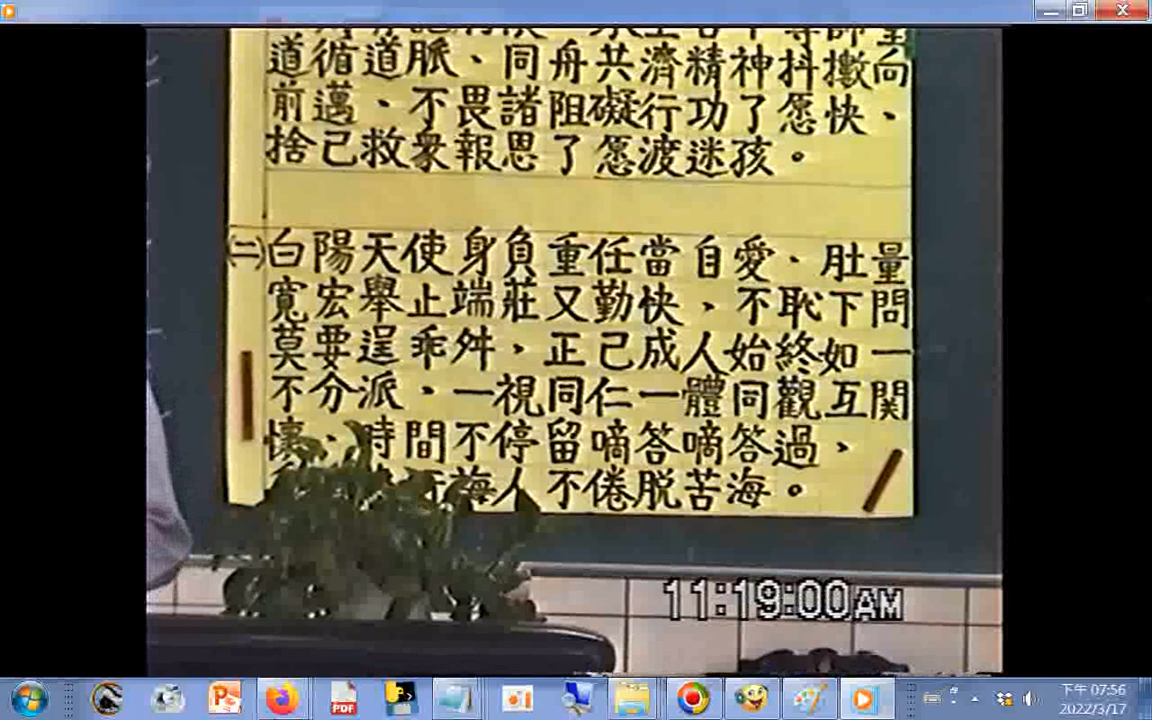 道循道脈、同舟共濟精神抖擻向
前邁、不畏諸阻礙行功了愿快、
捨己救衆報恩了愿渡迷孩。
㈡白陽天使身負重任當自愛、肚量
寬宏舉止端莊又勤快、不恥下問
莫要逞乖舛、正己成人始終如一
不分派、一視同仁一體同觀互関
懷、時間不停留嘀答嘀答過、
誨人不倦脱苦海。
11:19:00AM
PDF
下午 07:56
2022/3/17